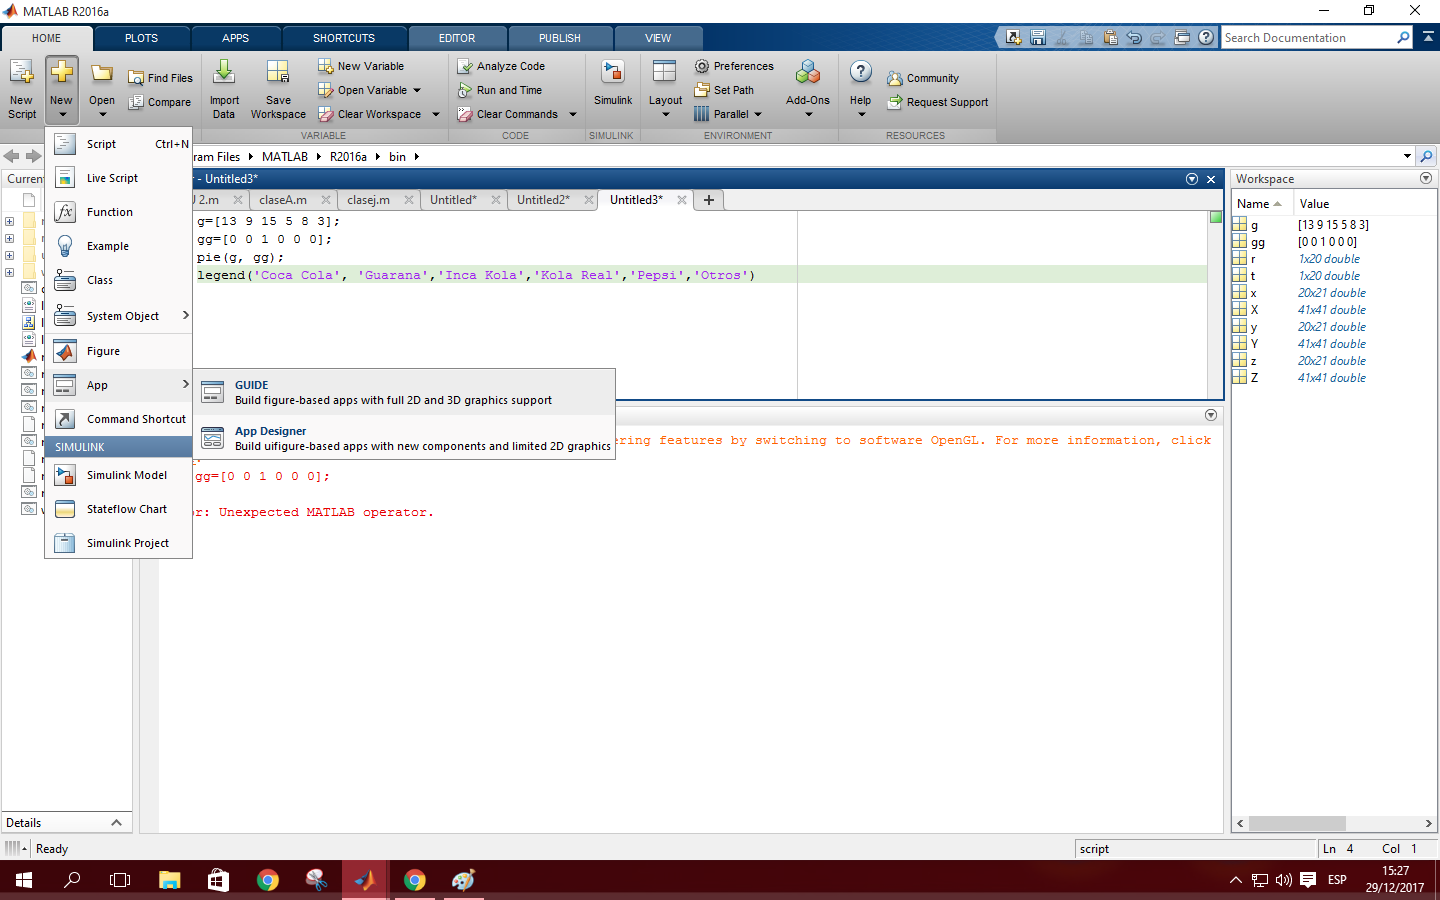 MATLAB R2016a
HOME PLOTS APPS SHORTCUTS EDITOR PUBLISH VIEW
Search Documentation
New Script
New
Open
Find Files
Compare
Import Data
Save Workspace
New Variable
Open Variable
Clear Workspace
VARIABLE
Analyze Code
Run and Time
Clear Commands
CODE
Simulink
SIMULINK
Layout
Preferences
Set Path
Parallel
Add-Ons
ENVIRONMENT
Help
Community
Request Support
RESOURCES
ram Files MATLAB R2016a bin
Script Ctrl+N
Live Script
Function
Example
Class
System Object
Figure
App
Command Shortcut
SIMULINK
Simulink Model
Stateflow Chart
Simulink Project
GUIDE
Build figure-based apps with full 2D and 3D graphics support
App Designer
Build uifigure-based apps with new components and limited 2D graphics
- Untitled3*
2.m claseA.m clasej.m Untitled* Untitled2* Untitled3*
g=[13 9 15 5 8 3];
gg=[0 0 1 0 0 0];
pie(g, gg);
legend('Coca Cola', 'Guarana','Inca Kola','Kola Real','Pepsi','Otros')
ering features by switching to software OpenGL. For more information, click
gg=[0 0 1 0 0 0];
r: Unexpected MATLAB operator.
Workspace
Name Value
g [13 9 15 5 8 3]
gg [0 0 1 0 0 0]
r 1x20 double
t 1x20 double
x 20x21 double
X 41x41 double
y 20x21 double
Y 41x41 double
z 20x21 double
Z 41x41 double
Details
Ready
script
Ln 4 Col 1
ESP
15:27
29/12/2017